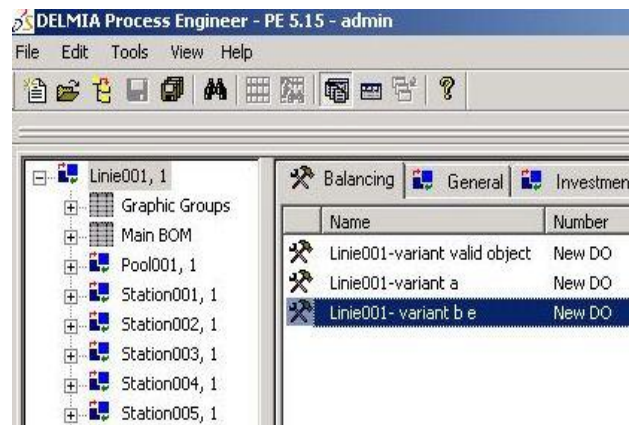 DELMIA Process Engineer - PE 5.15 - admin
File Edit Tools View Help
Linie001, 1
Graphic Groups
Main BOM
Pool001, 1
Station001, 1
Station002, 1
Station003, 1
Station004, 1
Station005, 1
Balancing General Investmen
Name Number
Linie001-variant valid object New DO
Linie001-variant a New DO
Linie001- variant b e New DO